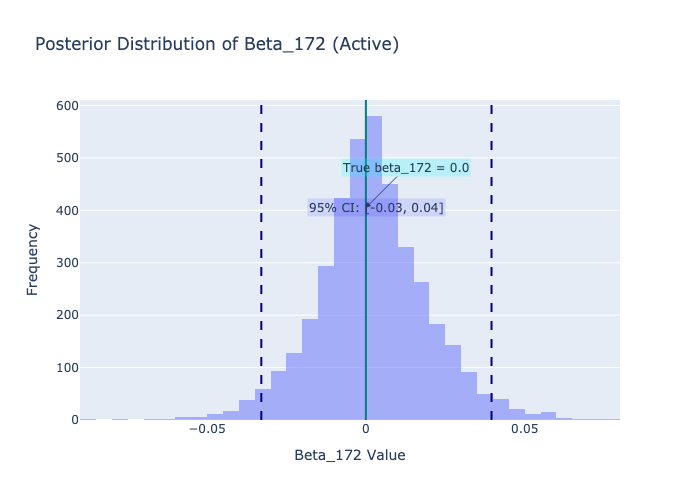 Posterior Distribution of Beta_172 (Active)
600
500
400
300
200
100
0
Frequency
True beta_172 = 0.0
95% CI: [-0.03, 0.04]
−0.05
0
0.05
Beta_172 Value